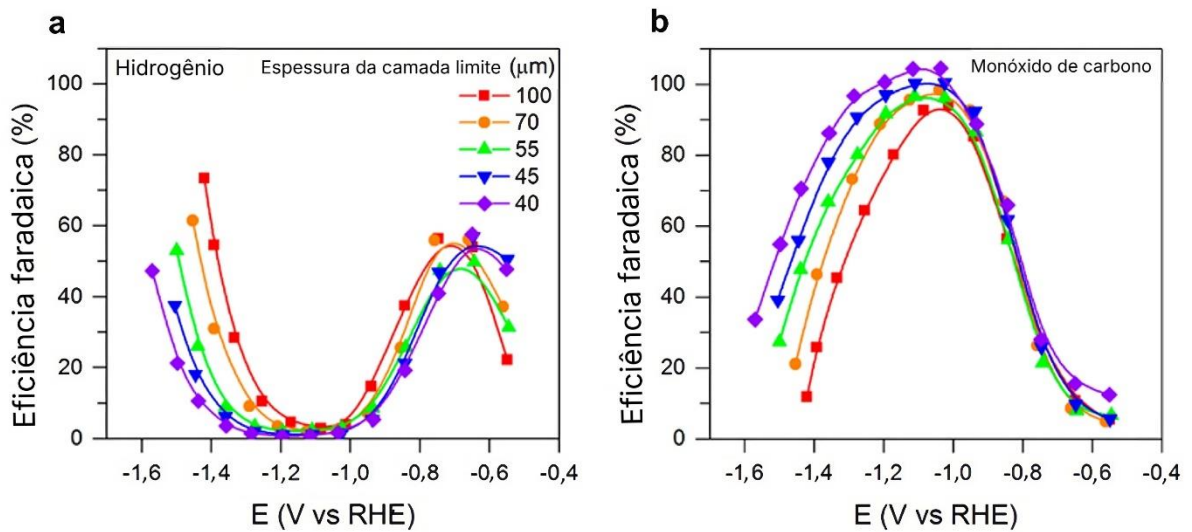 a
Hidrogênio
Espessura da camada limite (μm)
100
70
55
45
40
Eficiência faradaica (%)
100
80
60
40
20
0
-1,6 -1,4 -1,2 -1,0 -0,8 -0,6 -0,4
E (V vs RHE)
b
Monóxido de carbono
Eficiência faradaica (%)
100
80
60
40
20
0
-1,6 -1,4 -1,2 -1,0 -0,8 -0,6 -0,4
E (V vs RHE)